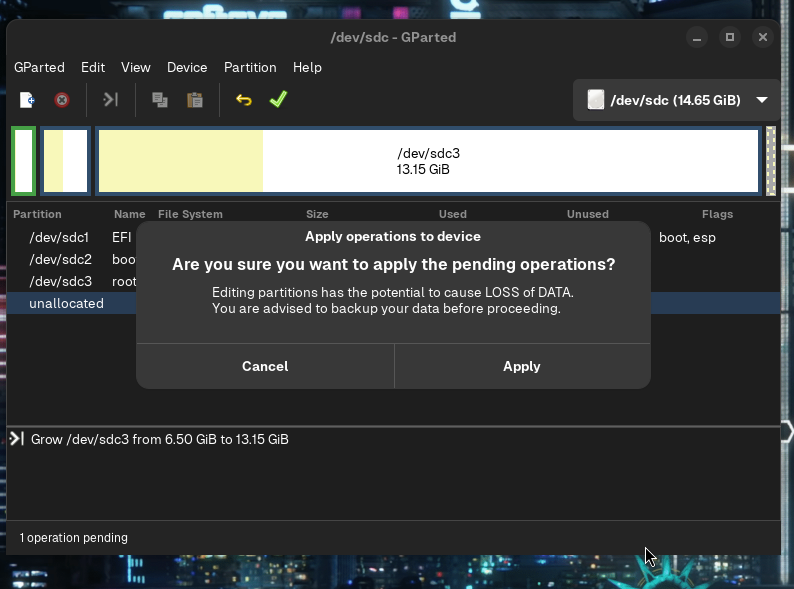 /dev/sdc - GParted
GParted Edit View Device Partition Help
/dev/sdc (14.65 GiB)
/dev/sdc3
13.15 GiB
Partition Name File System Size Used Unused Flags
/dev/sdc1 EFI boot, esp
/dev/sdc2 boo
/dev/sdc3 root
unallocated
Apply operations to device
Are you sure you want to apply the pending operations?
Editing partitions has the potential to cause LOSS of DATA.
You are advised to backup your data before proceeding.
Cancel Apply
Grow /dev/sdc3 from 6.50 GiB to 13.15 GiB
1 operation pending